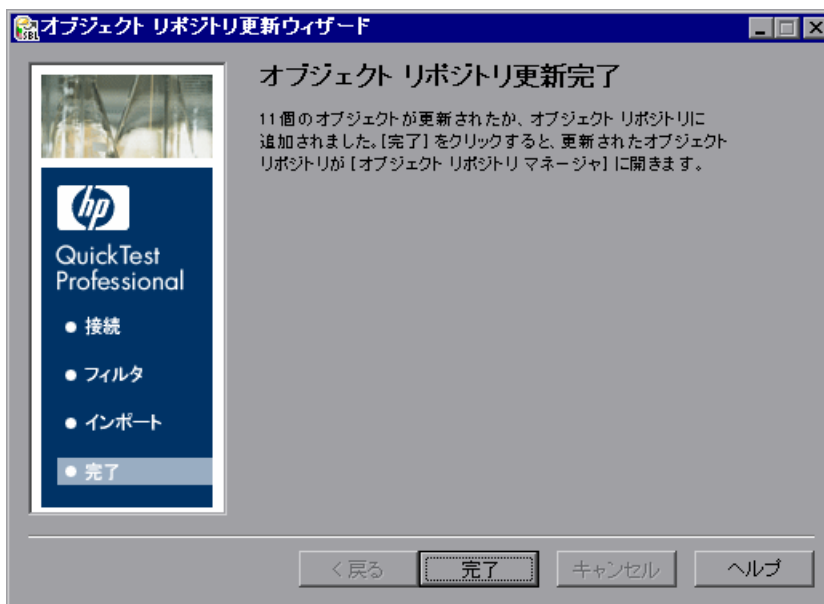 オブジェクト リポジトリ更新ウィザード
オブジェクト リポジトリ更新完了
11個のオブジェクトが更新されたか、オブジェクト リポジトリに
追加されました。[完了] をクリックすると、更新されたオブジェクト
リポジトリが [オブジェクト リポジトリ マネージャ] に開きます。
hp
QuickTest
Professional
接続
フィルタ
インポート
完了
< 戻る
完了
キャンセル
ヘルプ